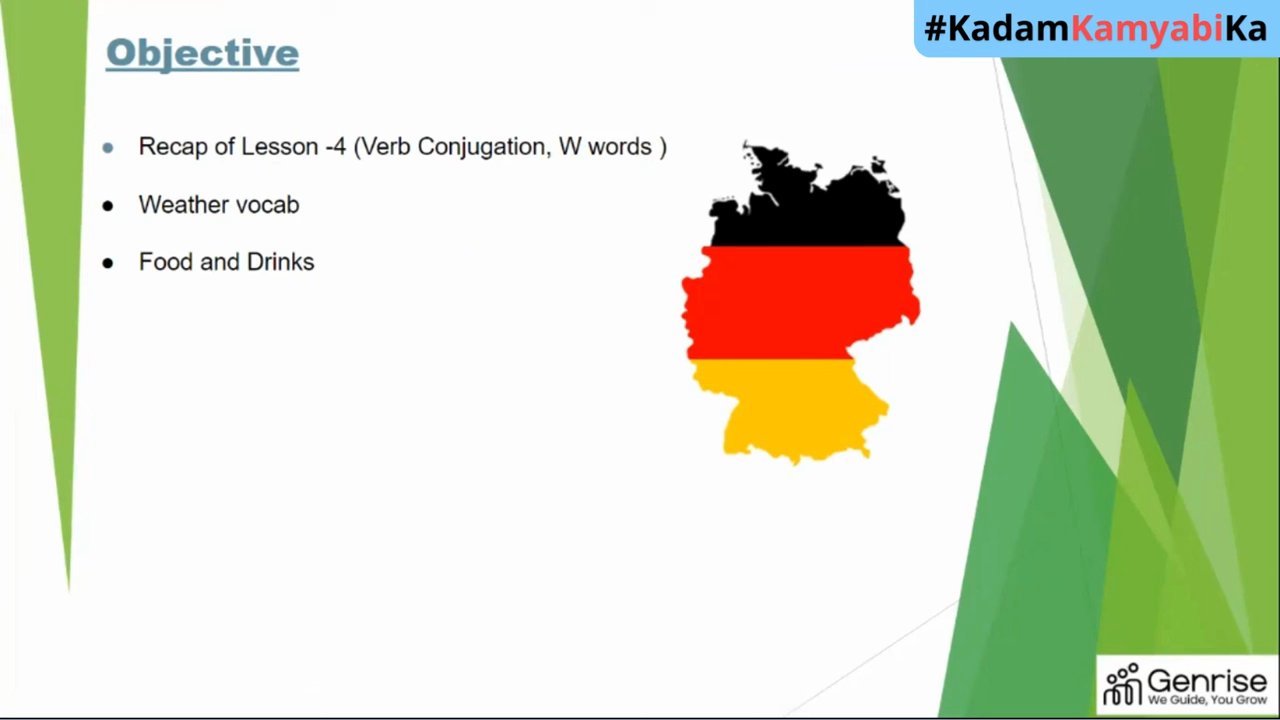 #KadamKamyabiKa
Objective
Recap of Lesson -4 (Verb Conjugation, W words )
Weather vocab
Food and Drinks
Genrise
We Guide, You Grow